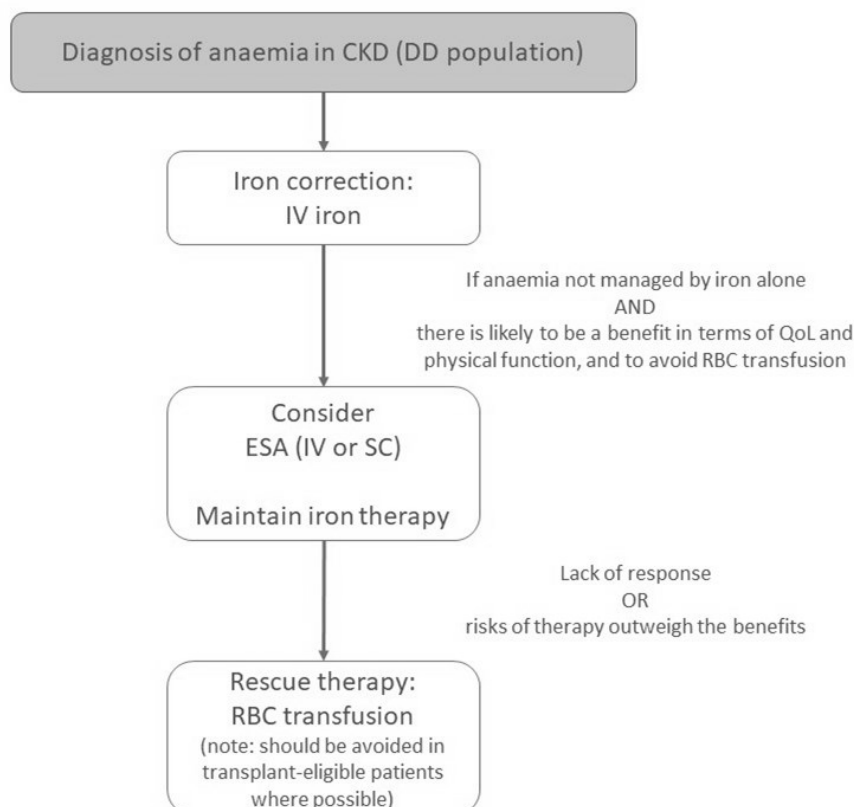 Diagnosis of anaemia in CKD (DD population)
Iron correction:
IV iron
If anaemia not managed by iron alone
AND
there is likely to be a benefit in terms of QoL and
physical function, and to avoid RBC transfusion
Consider
ESA (IV or SC)
Maintain iron therapy
Lack of response
OR
risks of therapy outweigh the benefits
Rescue therapy:
RBC transfusion
(note: should be avoided in
transplant-eligible patients
where possible)